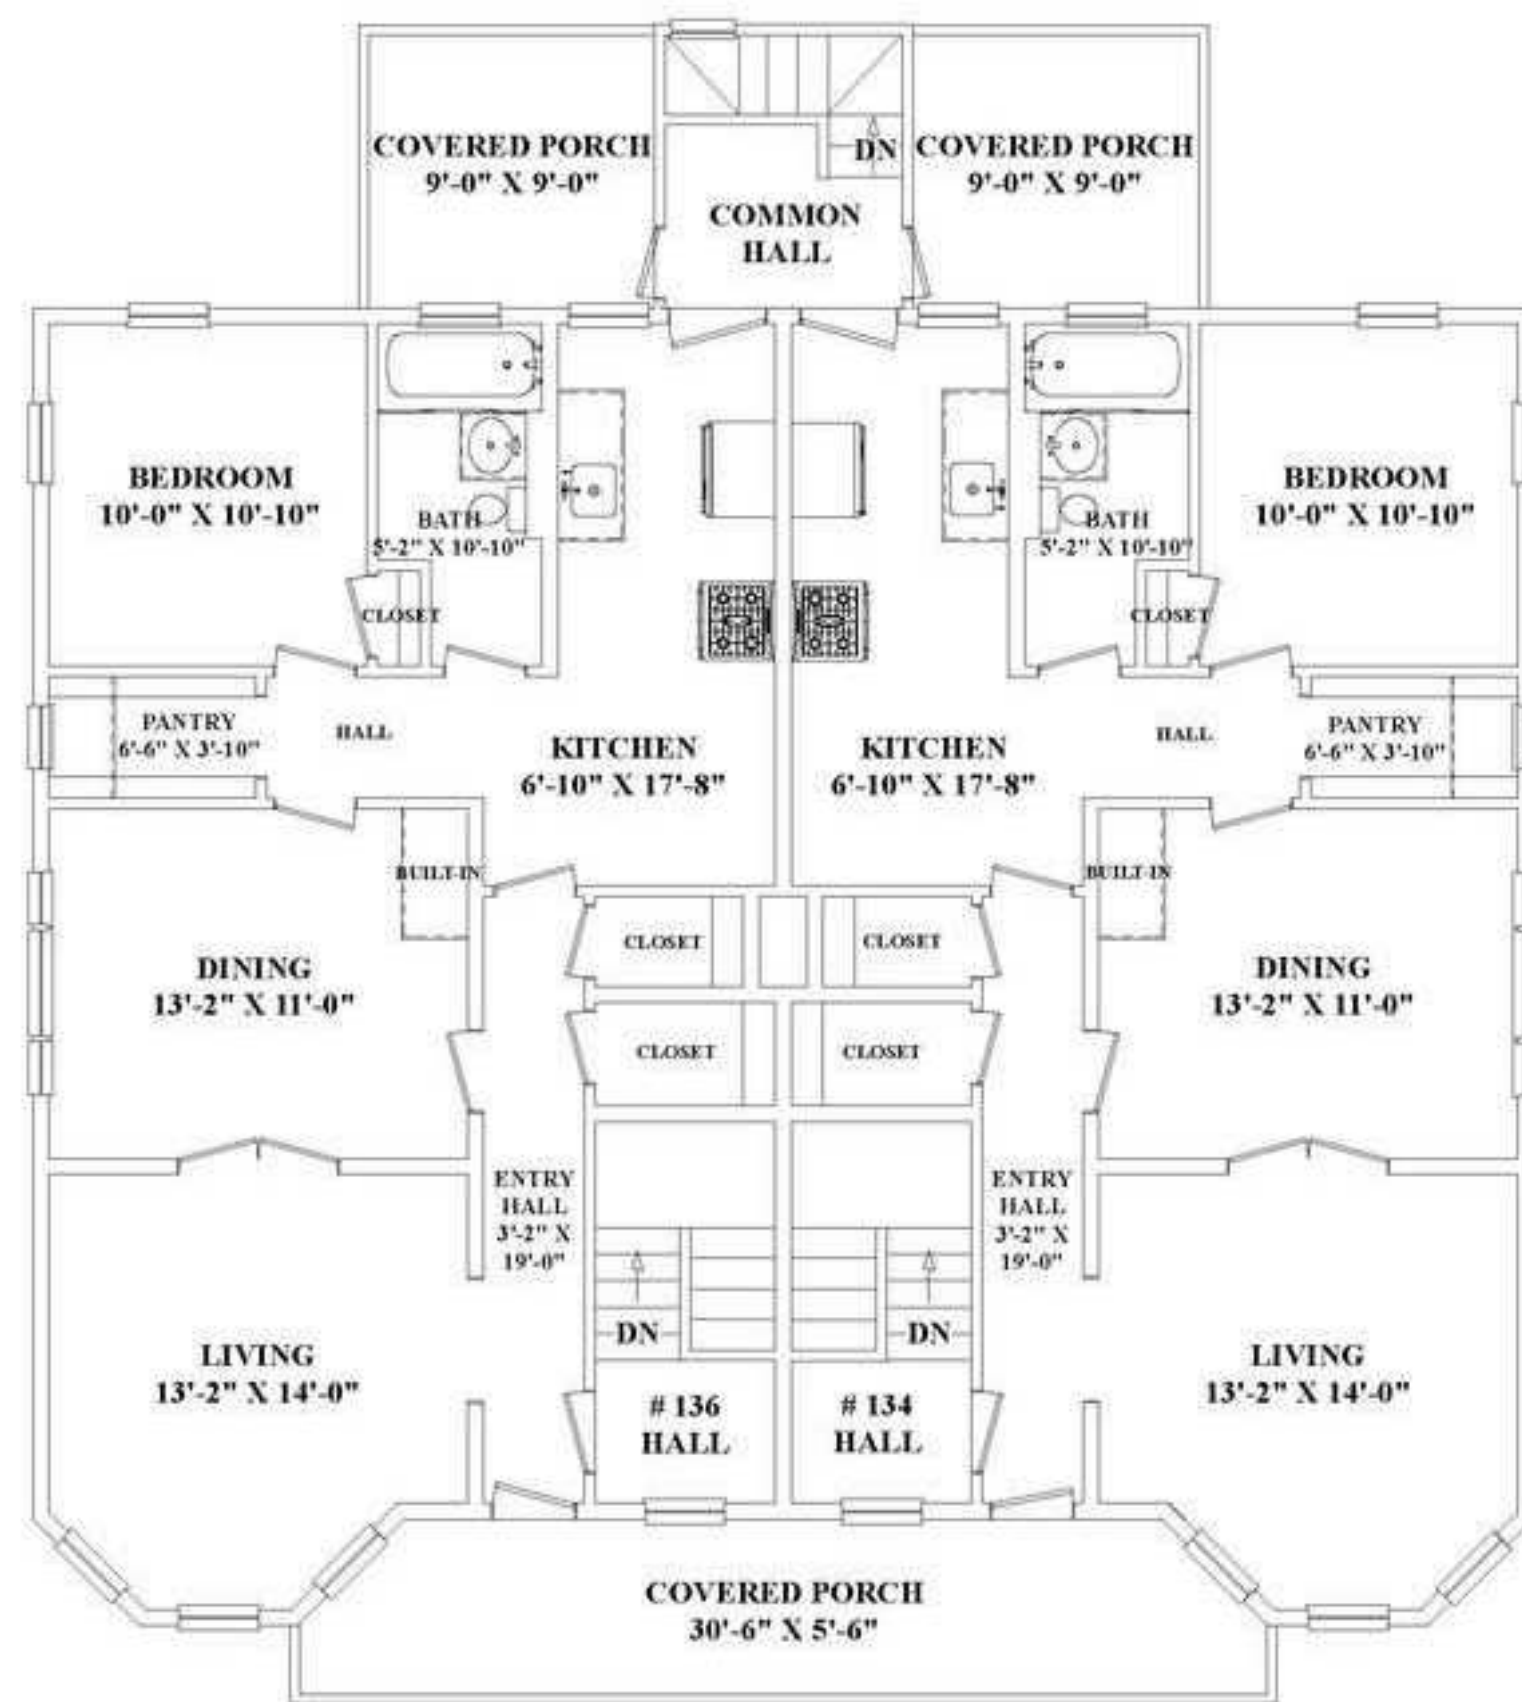 COVERED PORCH
9'-0" X 9'-0"
DN
COVERED PORCH
9'-0" X 9'-0"
COMMON
HALL
BEDROOM
10'-0" X 10'-10"
BATH
5'-2" X 10'-10"
CLOSET
BATH
5'-2" X 10'-10"
CLOSET
BEDROOM
10'-0" X 10'-10"
PANTRY
6'-6" X 3'-10"
HALL
KITCHEN
6'-10" X 17'-8"
KITCHEN
6'-10" X 17'-8"
HALL
PANTRY
6'-6" X 3'-10"
BUILT-IN
BUILT-IN
DINING
13'-2" X 11'-0"
CLOSET
CLOSET
DINING
13'-2" X 11'-0"
CLOSET
CLOSET
ENTRY
HALL
3'-2" X
19'-0"
ENTRY
HALL
3'-2" X
19'-0"
DN
DN
LIVING
13'-2" X 14'-0"
# 136
HALL
# 134
HALL
LIVING
13'-2" X 14'-0"
COVERED PORCH
30'-6" X 5'-6"